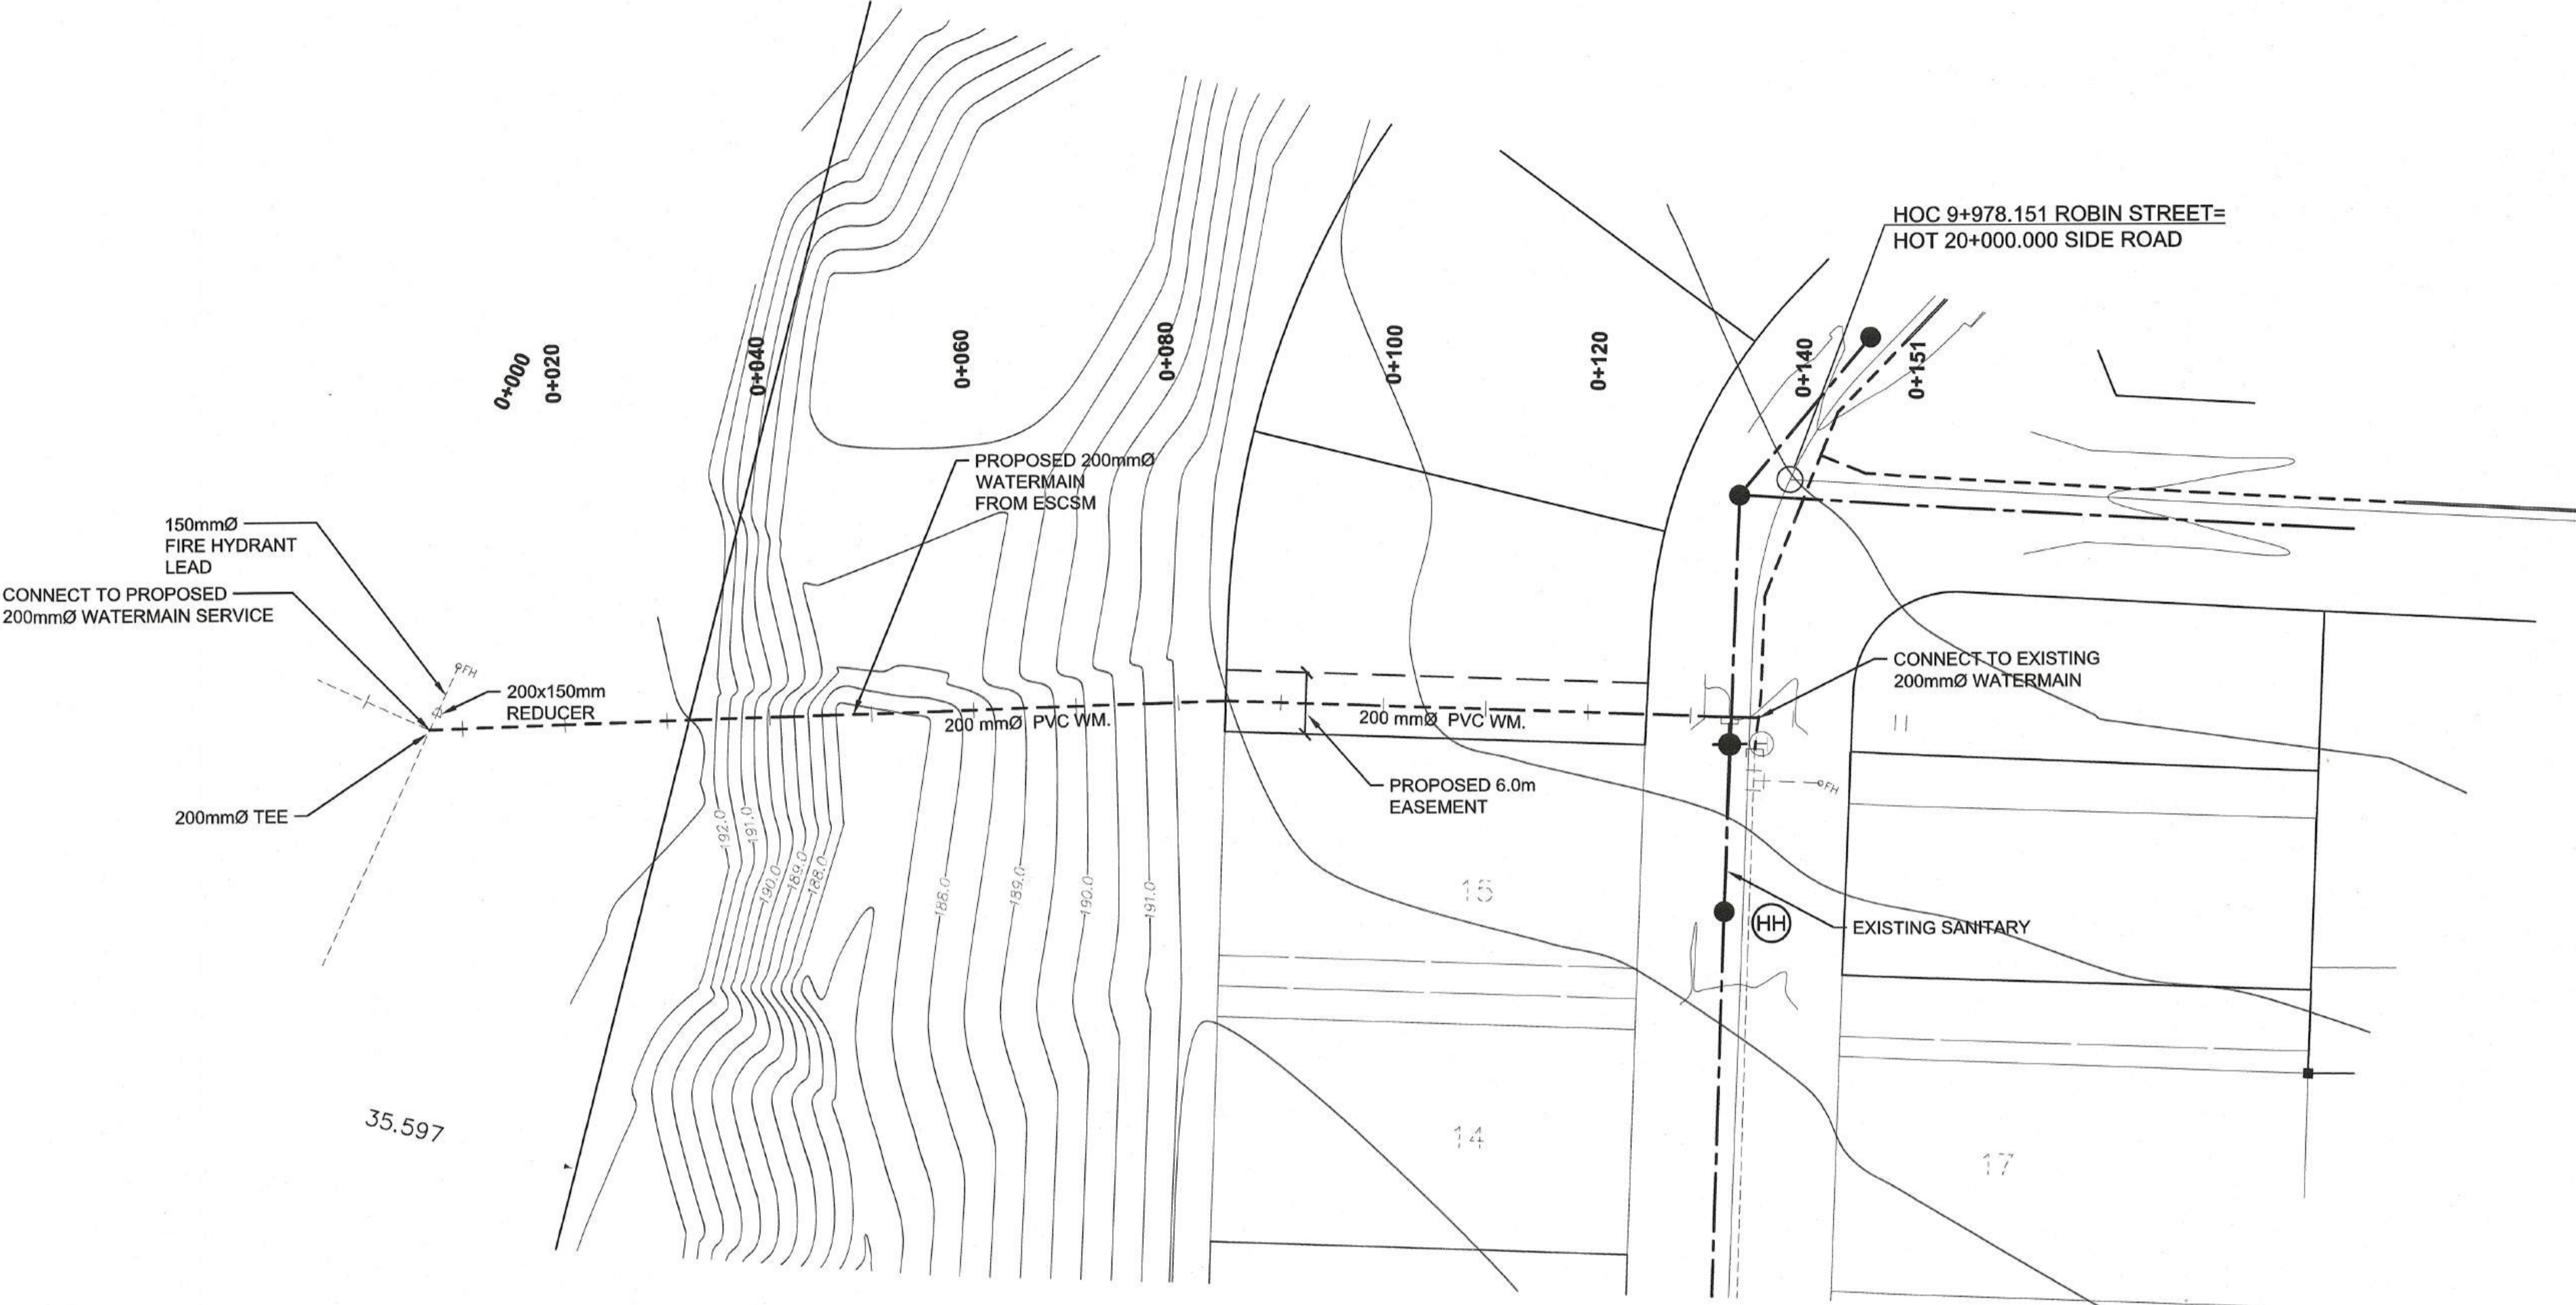 HOC 9+978.151 ROBIN STREET=
HOT 20+000.000 SIDE ROAD
0+000
0+020
0+040
0+060
0+080
0+100
0+120
0+140
0+151
PROPOSED 200mmØ
WATERMAIN
FROM ESCSM
150mmØ
FIRE HYDRANT
LEAD
CONNECT TO PROPOSED
200mmØ WATERMAIN SERVICE
FH
200x150mm
REDUCER
200mmØ TEE
200 mmØ PVC WM.
200 mmØ PVC WM.
CONNECT TO EXISTING
200mmØ WATERMAIN
11
PROPOSED 6.0m
EASEMENT
FH
192.0
191.0
190.0
189.0
188.0
188.0
189.0
190.0
191.0
15
HH
EXISTING SANITARY
35.597
14
17